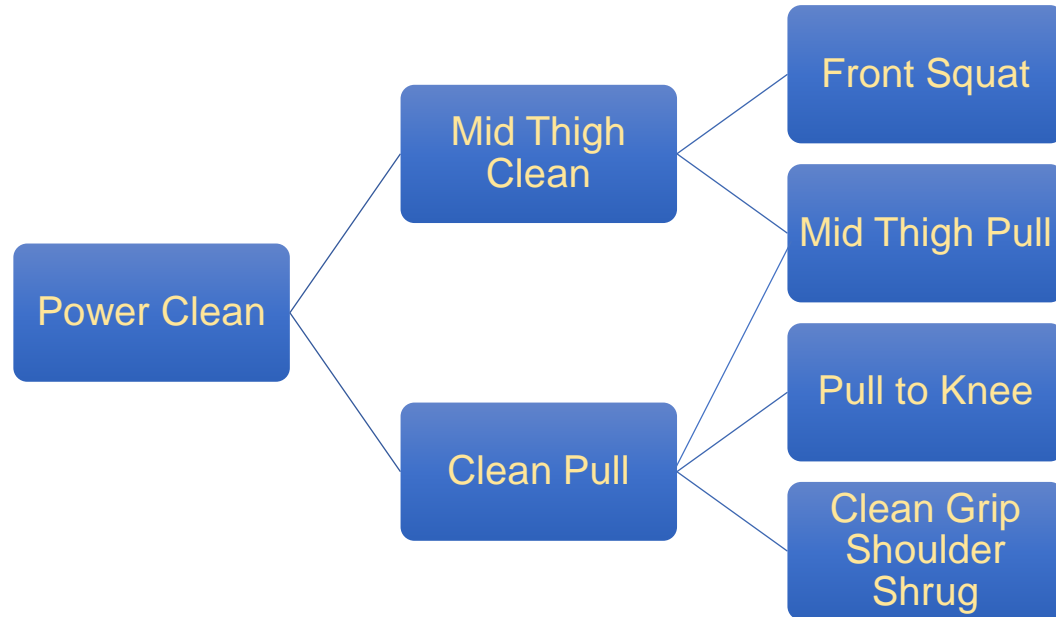 Front Squat
Mid Thigh
Clean
Mid Thigh Pull
Power Clean
Pull to Knee
Clean Pull
Clean Grip
Shoulder
Shrug